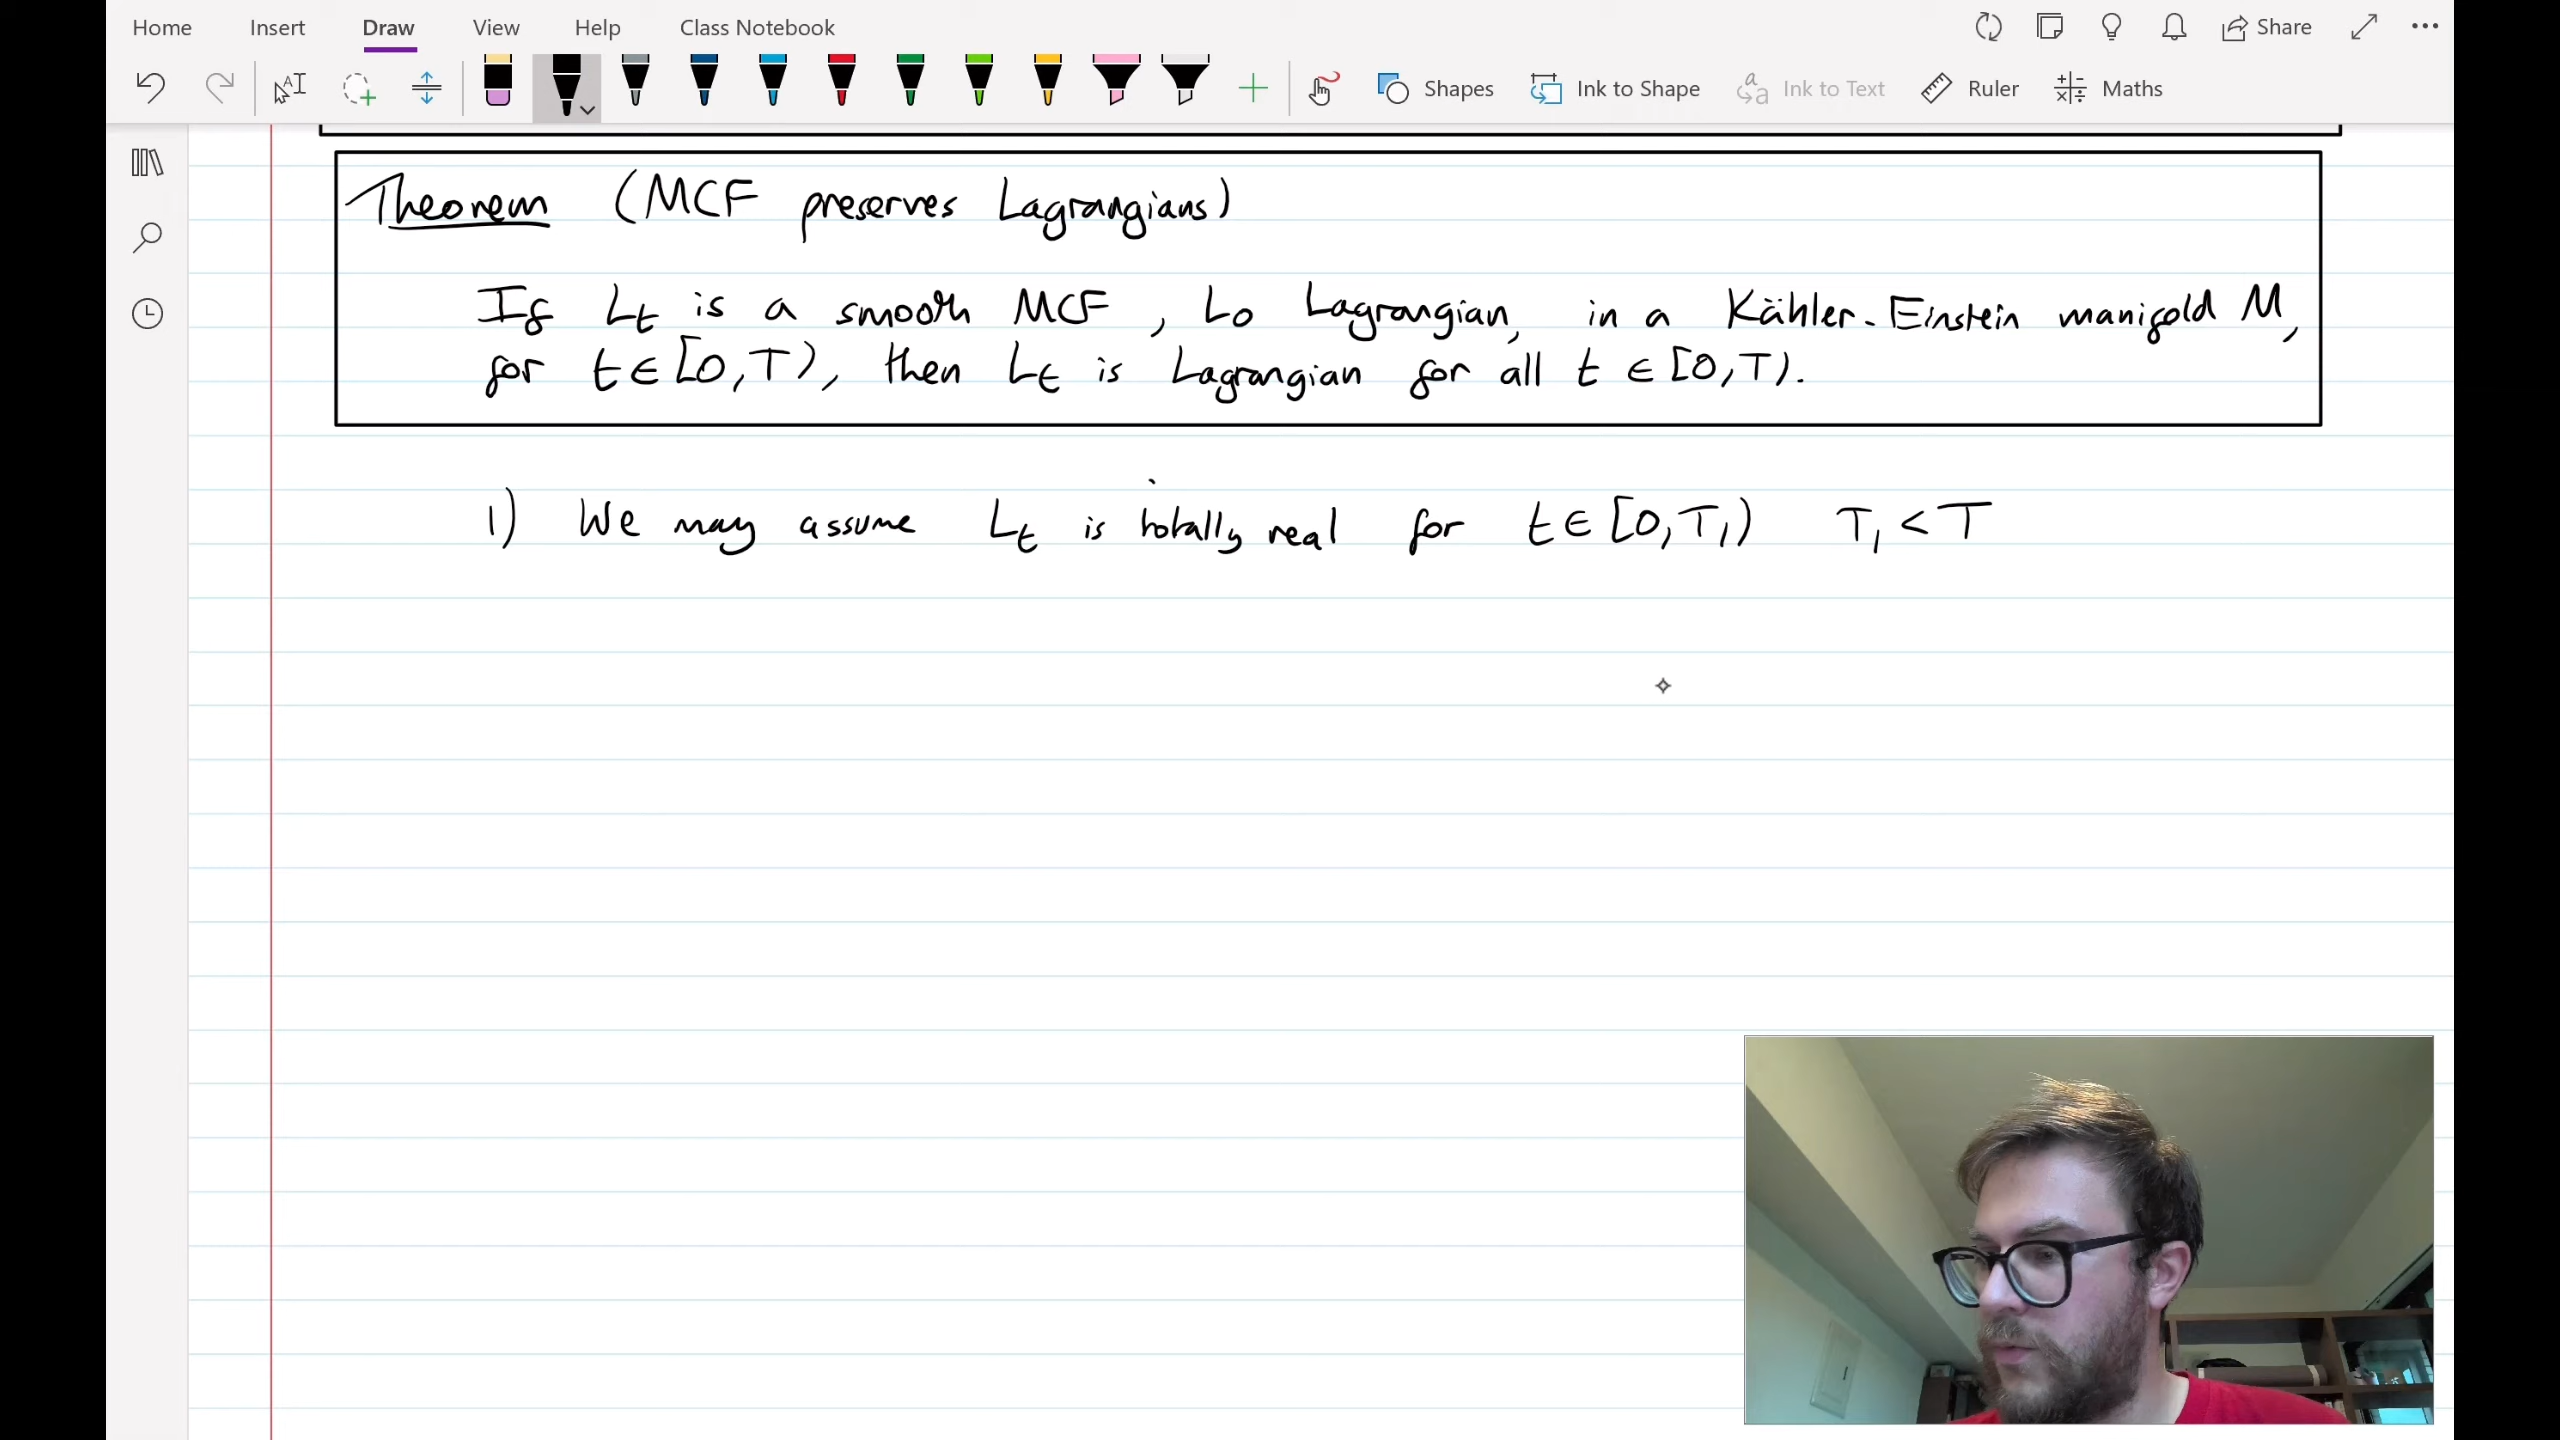 Home Insert Draw View Help Class Notebook Share
Shapes Ink to Shape Ink to Text Ruler Maths
Theorem (MCF preserves Lagrangians)
If Lt is a smooth MCF, L0 Lagrangian, in a Kähler-Einstein manifold M,
for t ∈ [0,T), then Lt is Lagrangian for all t ∈ [0,T).
1) We may assume Lt is totally real for t ∈ [0,T1) T1 < T